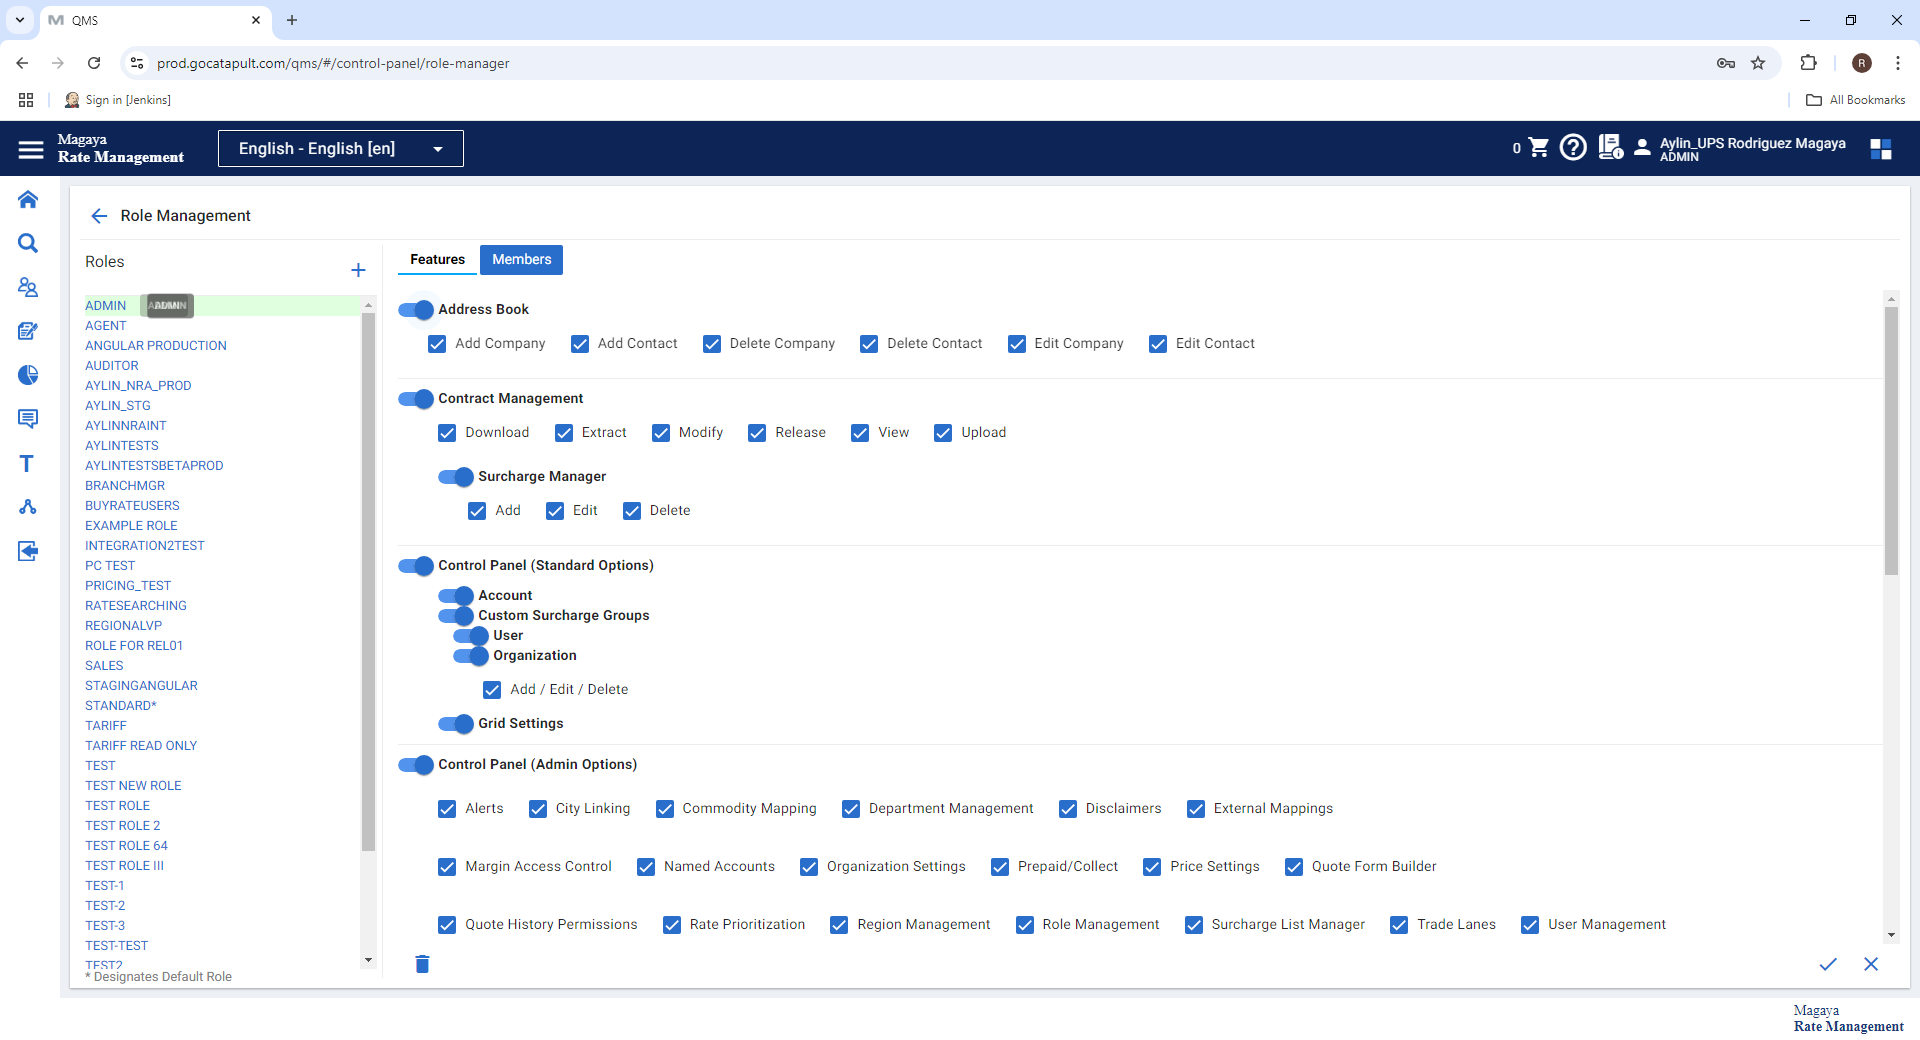 QMS
prod.gocatapult.com/qms/#/control-panel/role-manager
R
Sign in [Jenkins]
All Bookmarks
Magaya
Rate Management
English - English [en]
0
Aylin_UPS Rodriguez Magaya
ADMIN
Role Management
Roles
Features
Members
ADMIN
ADMIN
AGENT
ANGULAR PRODUCTION
AUDITOR
AYLIN_NRA_PROD
AYLIN_STG
AYLINNRAINT
AYLINTESTS
AYLINTESTSBETAPROD
BRANCHMGR
BUYRATEUSERS
EXAMPLE ROLE
INTEGRATION2TEST
PC TEST
PRICING_TEST
RATESEARCHING
REGIONALVP
ROLE FOR REL01
SALES
STAGINGANGULAR
STANDARD*
TARIFF
TARIFF READ ONLY
TEST
TEST NEW ROLE
TEST ROLE
TEST ROLE 2
TEST ROLE 64
TEST ROLE III
TEST-1
TEST-2
TEST-3
TEST-TEST
TEST2
* Designates Default Role
Address Book
Add Company Add Contact Delete Company Delete Contact Edit Company Edit Contact
Contract Management
Download Extract Modify Release View Upload
Surcharge Manager
Add Edit Delete
Control Panel (Standard Options)
Account
Custom Surcharge Groups
User
Organization
Add / Edit / Delete
Grid Settings
Control Panel (Admin Options)
Alerts City Linking Commodity Mapping Department Management Disclaimers External Mappings
Margin Access Control Named Accounts Organization Settings Prepaid/Collect Price Settings Quote Form Builder
Quote History Permissions Rate Prioritization Region Management Role Management Surcharge List Manager Trade Lanes User Management
Magaya
Rate Management